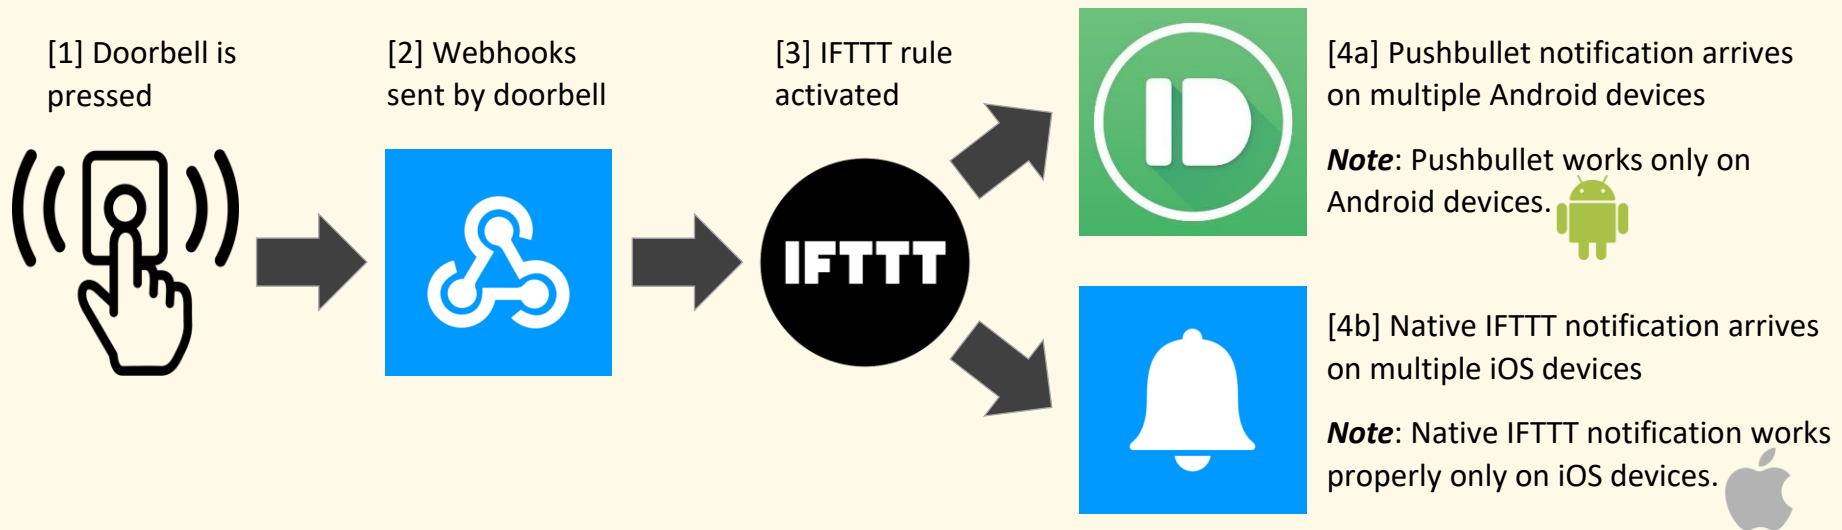 [1] Doorbell is
pressed
[2] Webhooks
sent by doorbell
[3] IFTTT rule
activated
IFTTT
[4a] Pushbullet notification arrives
on multiple Android devices
Note: Pushbullet works only on
Android devices.
[4b] Native IFTTT notification arrives
on multiple iOS devices
Note: Native IFTTT notification works
properly only on iOS devices.